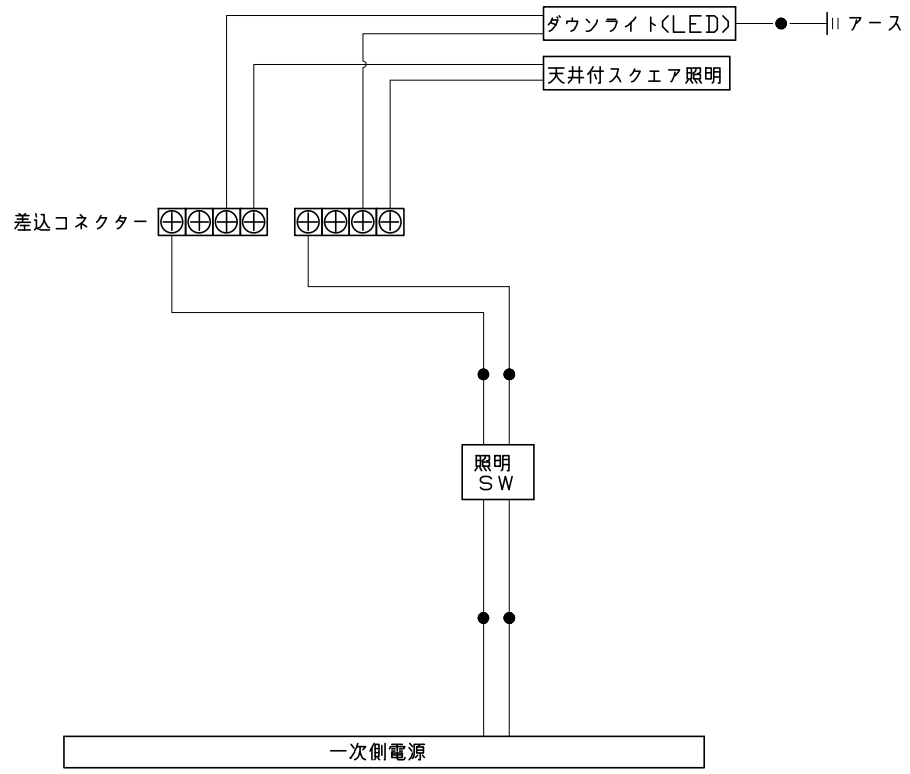 ダウンライト(LED)
アース
天井付スクエア照明
差込コネクター
照明
SW
一次側電源